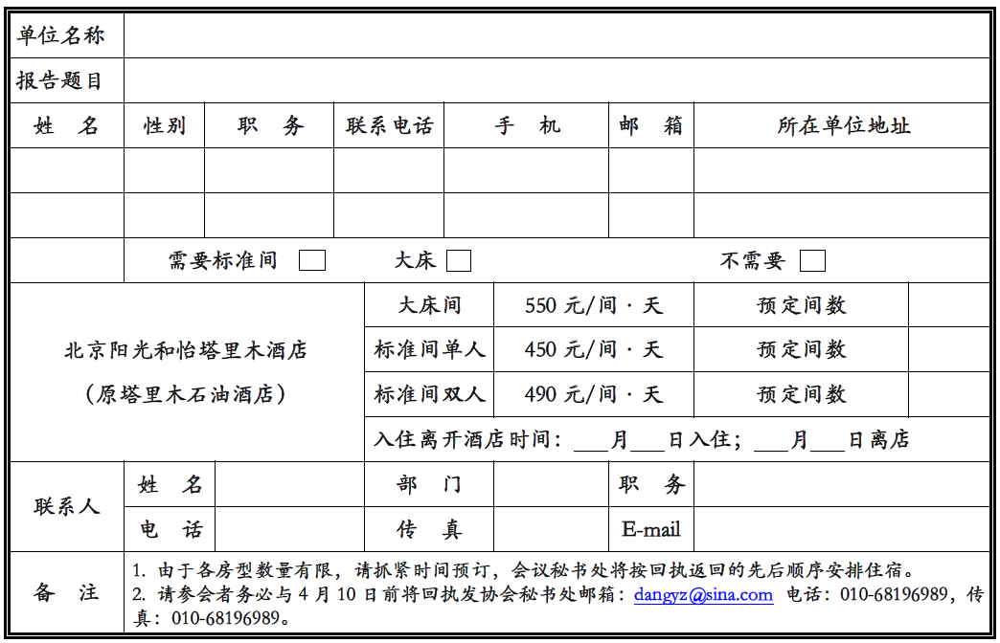 单位名称
报告题目
姓 名 性别 职 务 联系电话 手 机 邮 箱 所在单位地址
需要标准间 大床 不需要
北京阳光和怡塔里木酒店
(原塔里木石油酒店)
大床间 550 元/间·天 预定间数
标准间单人 450 元/间·天 预定间数
标准间双人 490 元/间·天 预定间数
入住离开酒店时间：___月___日入住；___月___日离店
联系人
姓 名 部 门 职 务
电 话 传 真 E-mail
备 注
1. 由于各房型数量有限，请抓紧时间预订，会议秘书处将按回执返回的先后顺序安排住宿。
2. 请参会者务必与 4 月 10 日前将回执发协会秘书处邮箱：dangyz@sina.com 电话：010-68196989，传
真：010-68196989。